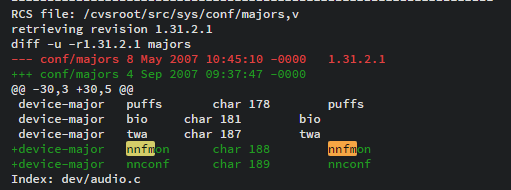 RCS file: /cvsroot/src/sys/conf/majors,v
retrieving revision 1.31.2.1
diff -u -r1.31.2.1 majors
--- conf/majors 8 May 2007 10:45:10 -0000 1.31.2.1
+++ conf/majors 4 Sep 2007 09:37:47 -0000
@@ -30,3 +30,5 @@
device-major puffs char 178 puffs
device-major bio char 181 bio
device-major twa char 187 twa
+device-major nnfmon char 188 nnfmon
+device-major nnconf char 189 nnconf
Index: dev/audio.c